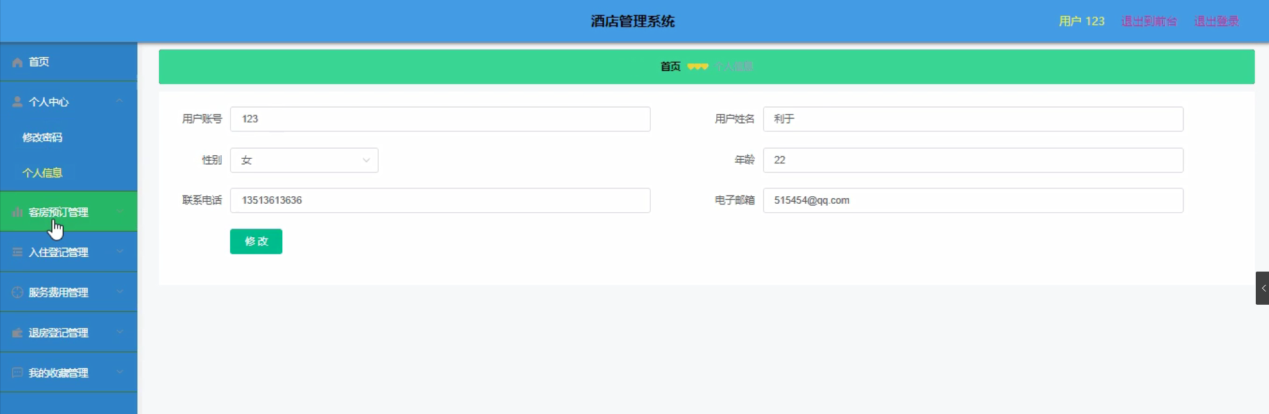 酒店管理系统
用户 123 退出到前台 退出登录
首页
个人中心
修改密码
个人信息
客房预订管理
入住登记管理
服务费用管理
退房登记管理
我的收藏管理
首页 个人信息
用户账号 123 用户姓名 利于
性别 女 年龄 22
联系电话 13513613636 电子邮箱 515454@qq.com
修改